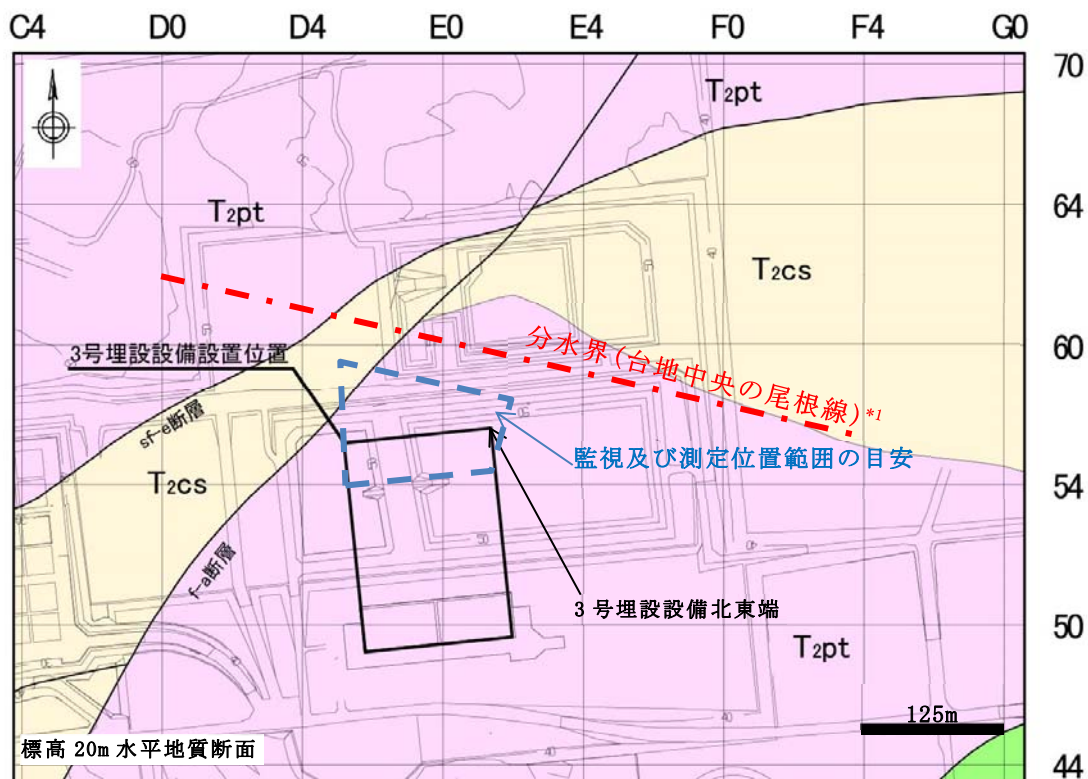 C4 D0 D4 E0 E4 F0 F4 G0
70
T2pt
T2pt
64
T2cs
分水界(台地中央の尾根線)*1
60
3号埋設設備設置位置
sf-e断層
監視及び測定位置範囲の目安
T2cs
54
f-a断層
3号埋設設備北東端
50
T2pt
125m
標高 20m 水平地質断面
44